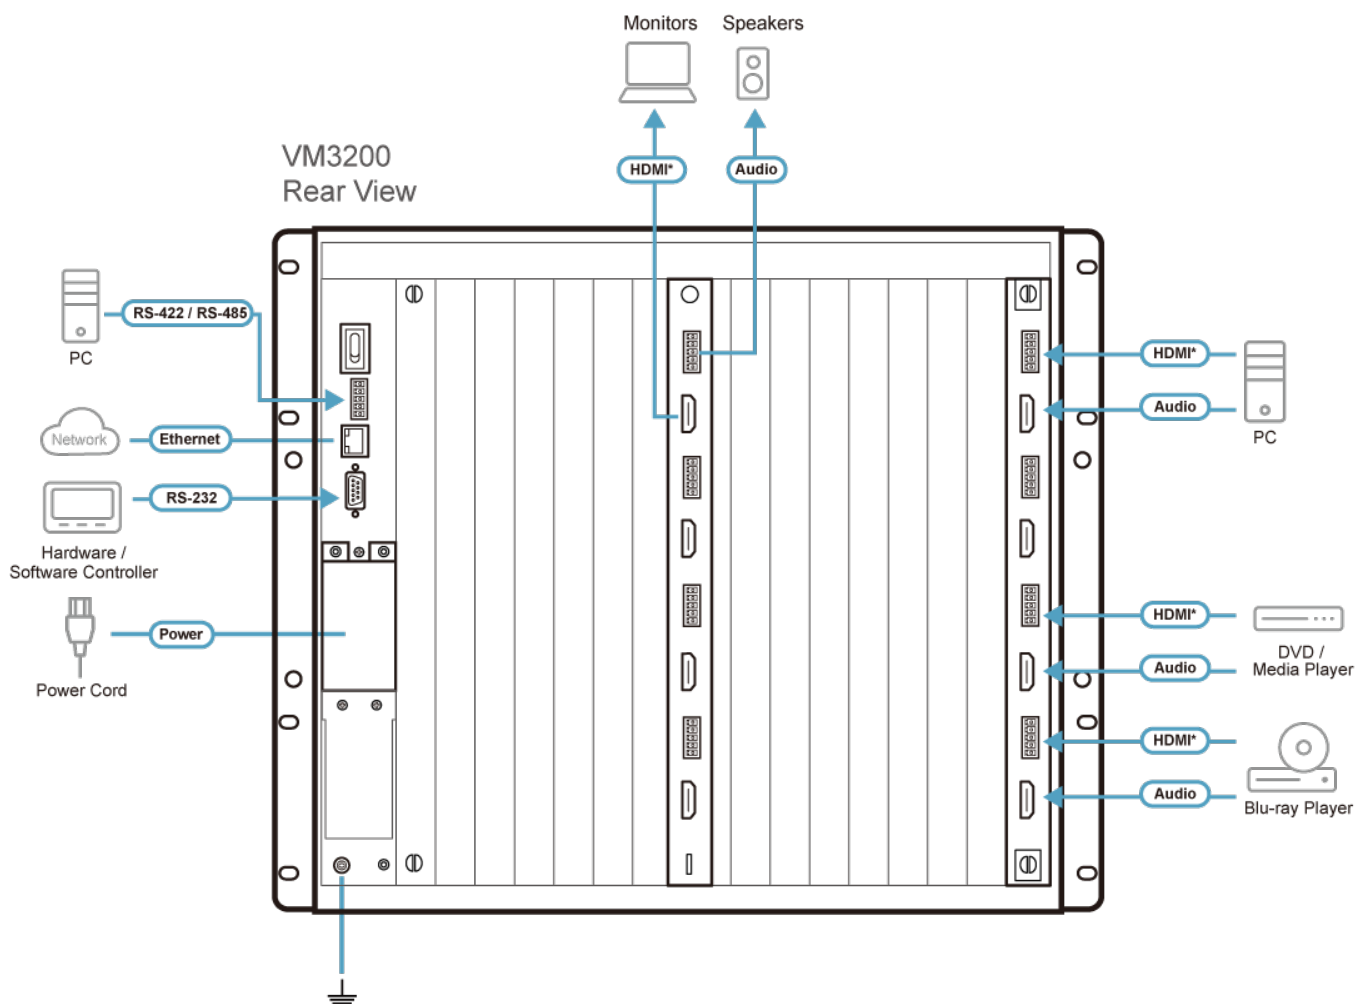 Monitors
Speakers
HDMI*
Audio
VM3200
Rear View
RS-422 / RS-485
PC
Network
Ethernet
RS-232
Hardware /
Software Controller
Power
Power Cord
HDMI*
Audio
PC
HDMI*
Audio
DVD /
Media Player
HDMI*
Audio
Blu-ray Player